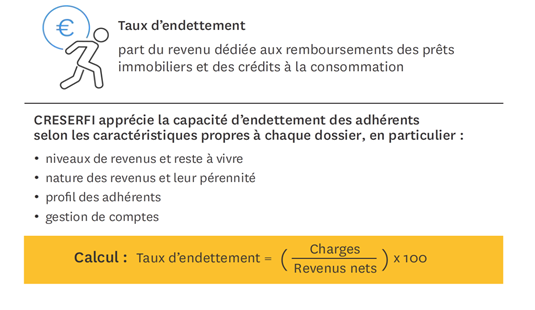 €
Taux d'endettement
part du revenu dédiée aux remboursements des prêts
immobiliers et des crédits à la consommation
CRESERFI apprécie la capacité d'endettement des adhérents
selon les caractéristiques propres à chaque dossier, en particulier :
• niveaux de revenus et reste à vivre
• nature des revenus et leur pérennité
• profil des adhérents
• gestion de comptes
Calcul : Taux d'endettement = ( Charges / Revenus nets ) x 100